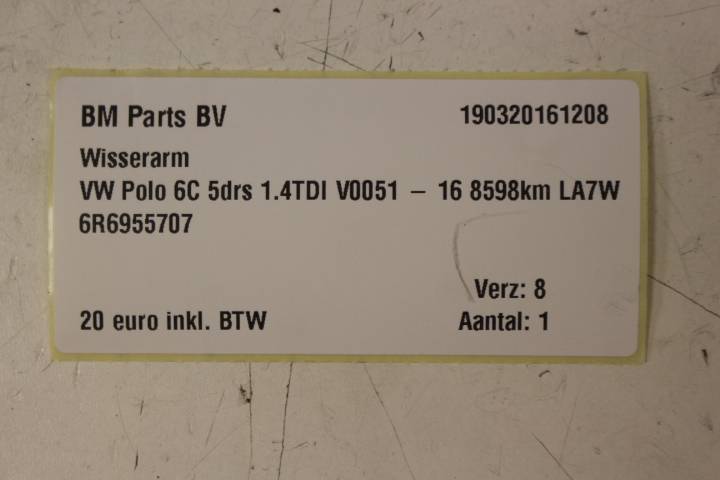 BM Parts BV 190320161208
Wisserarm
VW Polo 6C 5drs 1.4TDI V0051 – 16 8598km LA7W
6R6955707
Verz: 8
20 euro inkl. BTW Aantal: 1